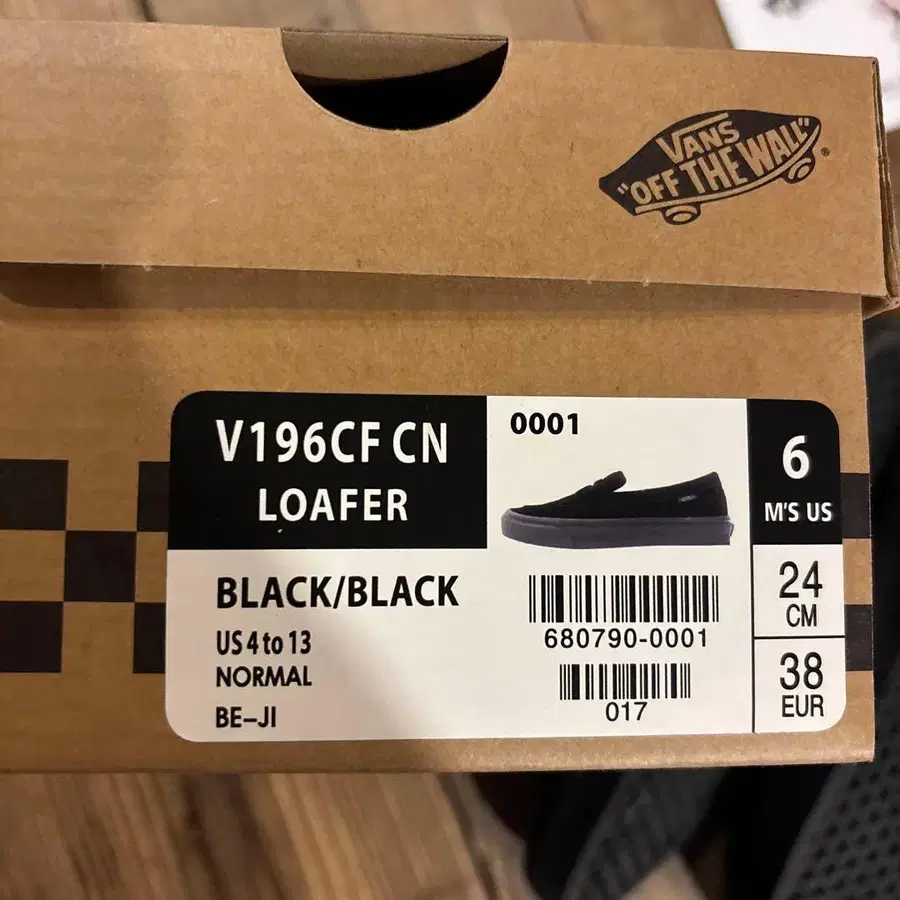 VANS
"OFF THE WALL"
®
V196CF CN
LOAFER
0001
6
M'S US
BLACK/BLACK
US 4 to 13
NORMAL
BE-JI
680790-0001
017
24
CM
38
EUR